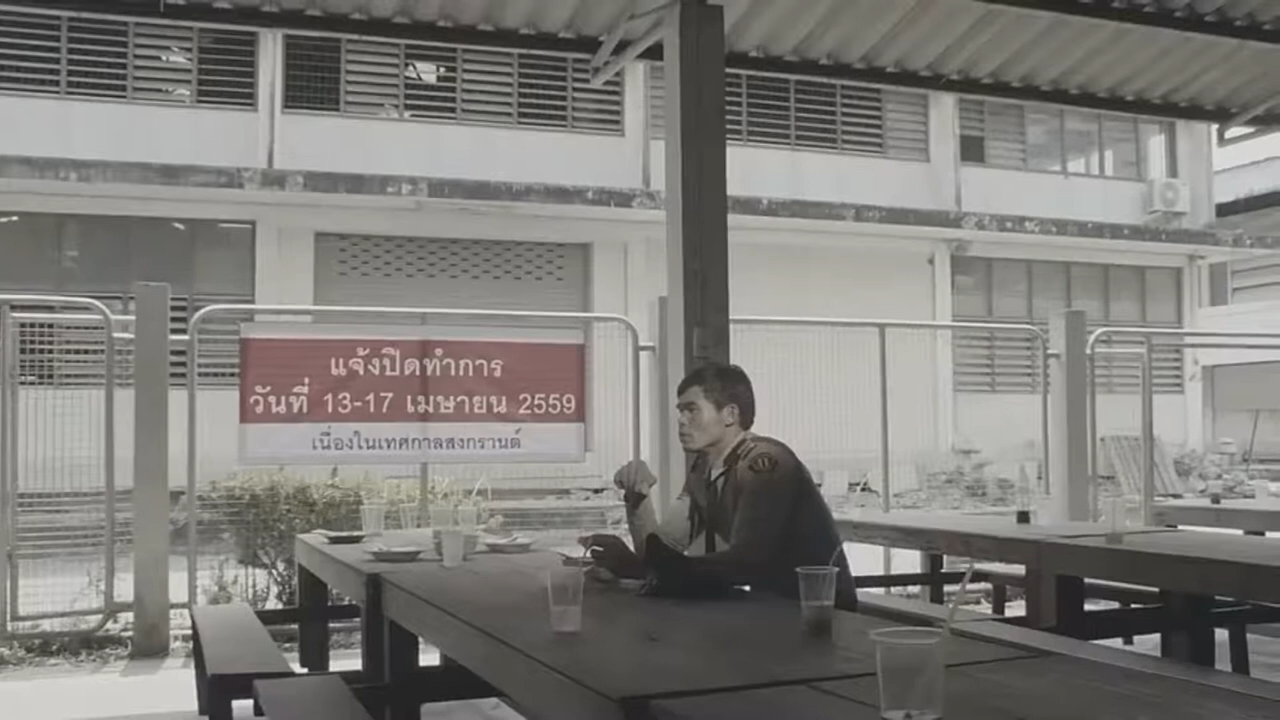 แจ้งปิดทำการ
วันที่ 13-17 เมษายน 2559
เนื่องในเทศกาลสงกรานต์